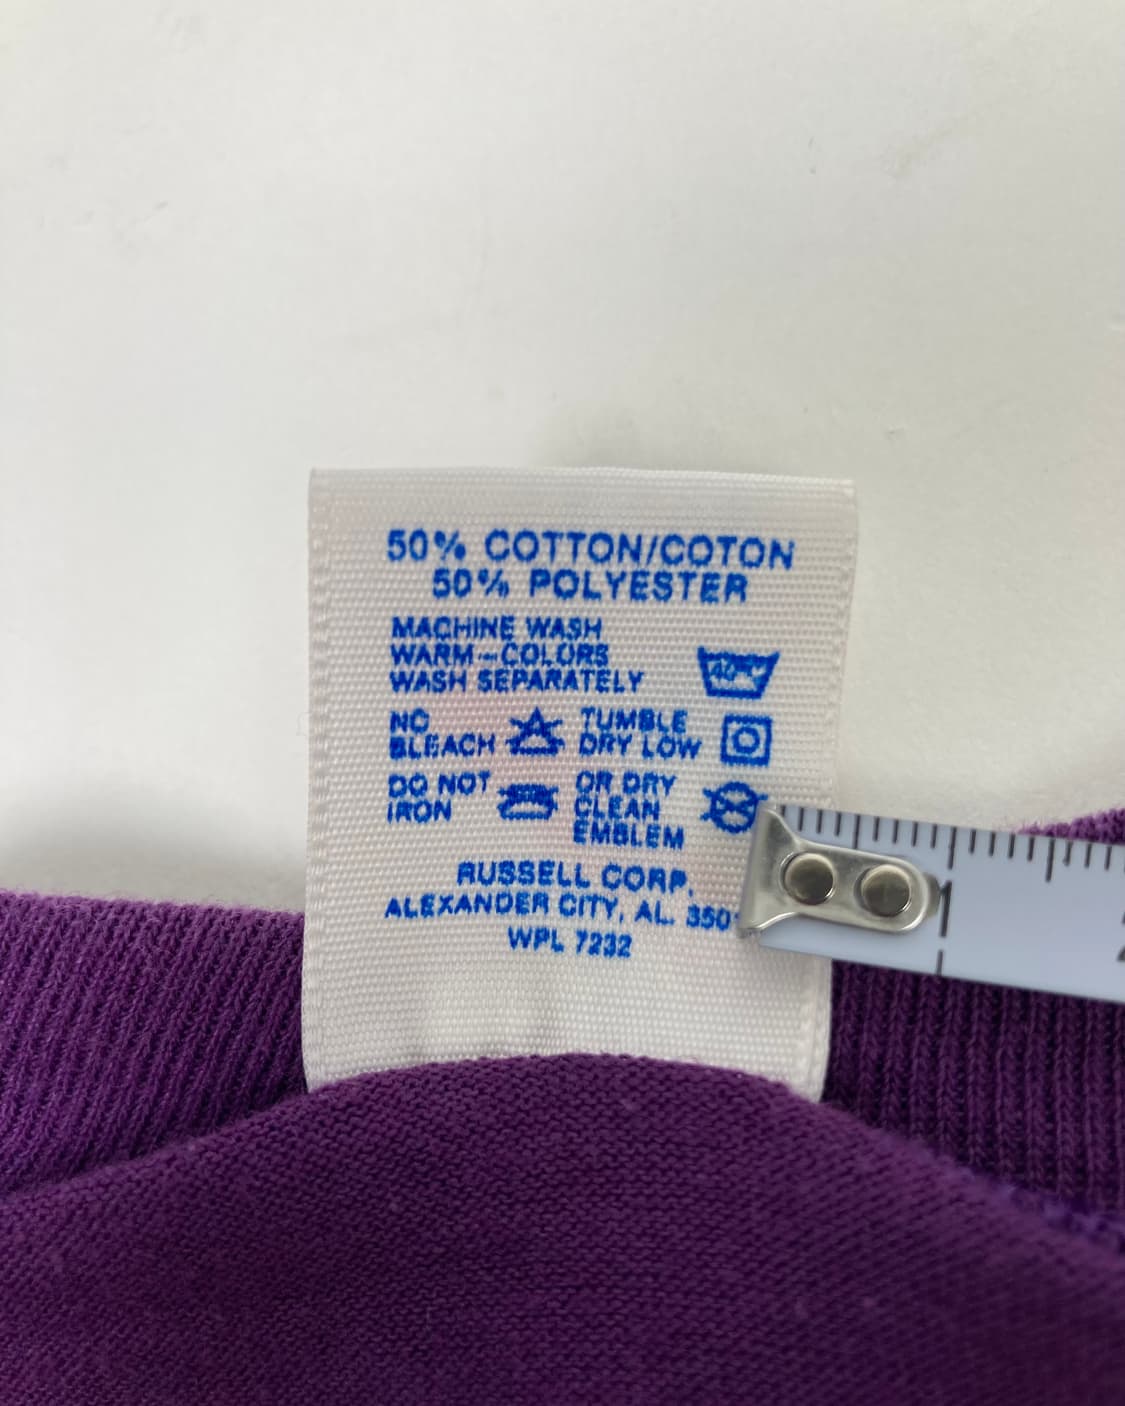 50% COTTON/COTON
50% POLYESTER
MACHINE WASH
WARM-COLORS
WASH SEPARATELY
40°C
NO
BLEACH
TUMBLE
DRY LOW
DO NOT
IRON
OR DRY
CLEAN
EMBLEM
RUSSELL CORP.
ALEXANDER CITY, AL.
WPL 7232
1